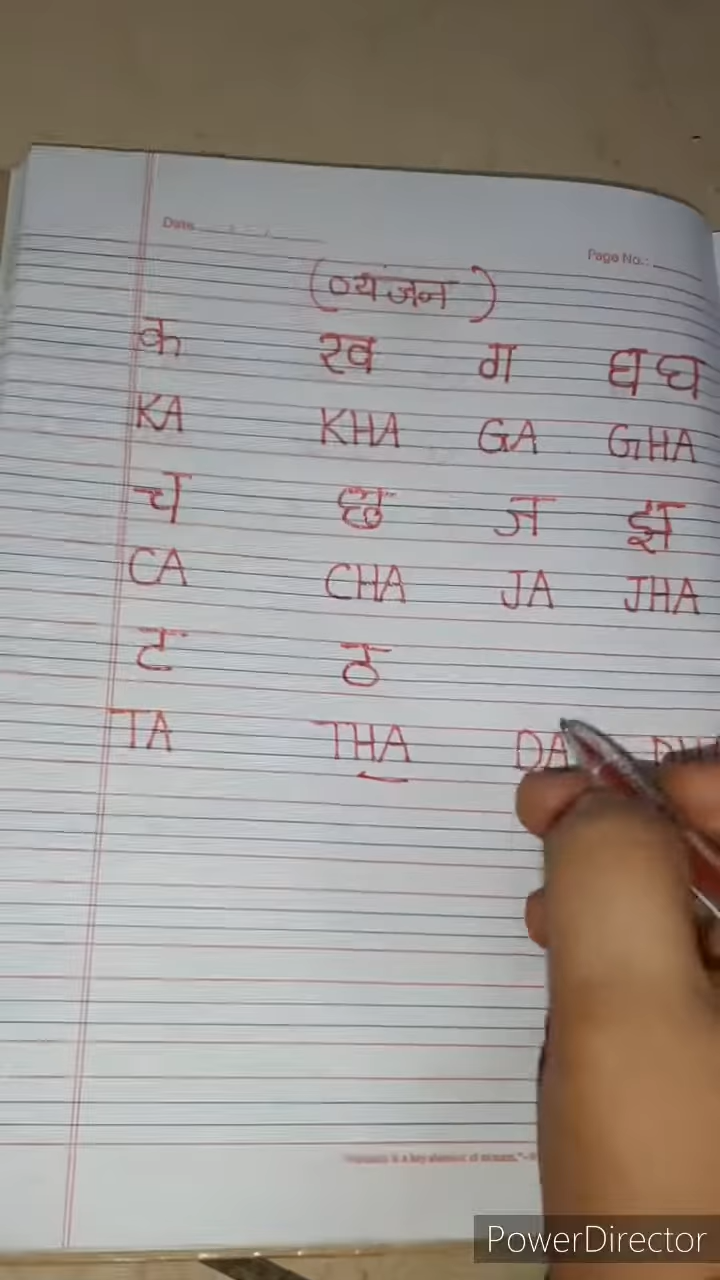 Date
Page No.:
(व्यंजन)
क ख ग घ घ
KA KHA GA GHA
च छ ज झ
CA CHA JA JHA
ट ठ
TA THA DA
PowerDirector